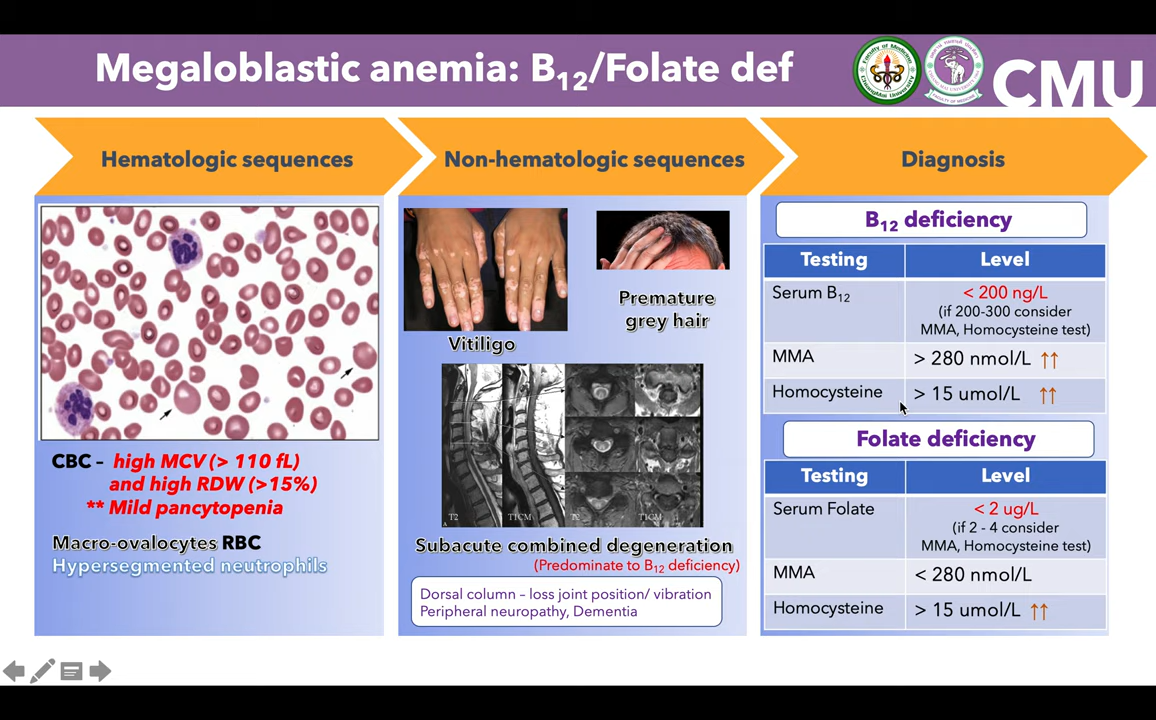 Megaloblastic anemia: B12/Folate def
CMU
Hematologic sequences
CBC – high MCV (> 110 fL)
and high RDW (>15%)
** Mild pancytopenia
Macro-ovalocytes RBC
Hypersegmented neutrophils
Non-hematologic sequences
Vitiligo
Premature
grey hair
T2
T1CM
T2
T1CM
Subacute combined degeneration
(Predominate to B12 deficiency)
Dorsal column – loss joint position/ vibration
Peripheral neuropathy, Dementia
Diagnosis
B12 deficiency
Testing Level
Serum B12 < 200 ng/L
(if 200-300 consider
MMA, Homocysteine test)
MMA > 280 nmol/L ↑↑
Homocysteine > 15 umol/L ↑↑
Folate deficiency
Testing Level
Serum Folate < 2 ug/L
(if 2 - 4 consider
MMA, Homocysteine test)
MMA < 280 nmol/L
Homocysteine > 15 umol/L ↑↑